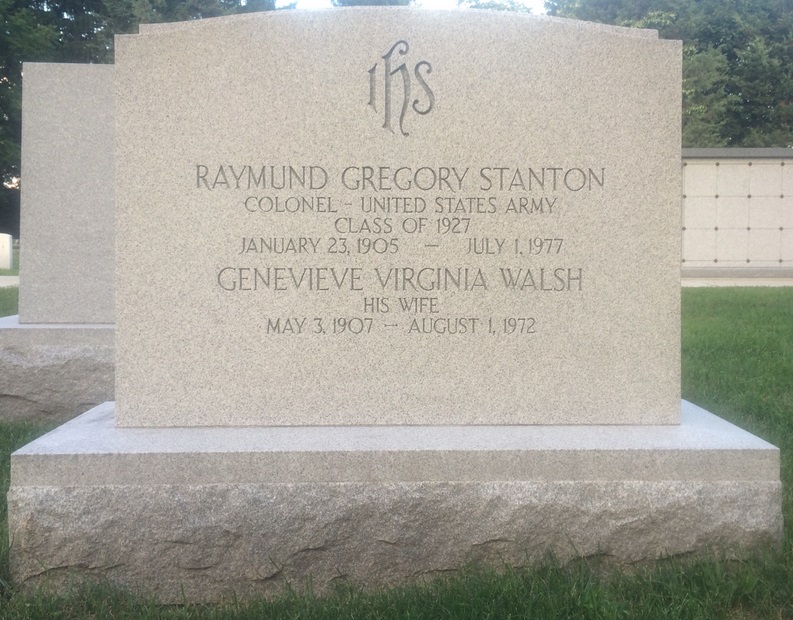 IHS
RAYMUND GREGORY STANTON
COLONEL - UNITED STATES ARMY
CLASS OF 1927
JANUARY 23, 1905 — JULY 1, 1977
GENEVIEVE VIRGINIA WALSH
HIS WIFE
MAY 3, 1907 — AUGUST 1, 1972